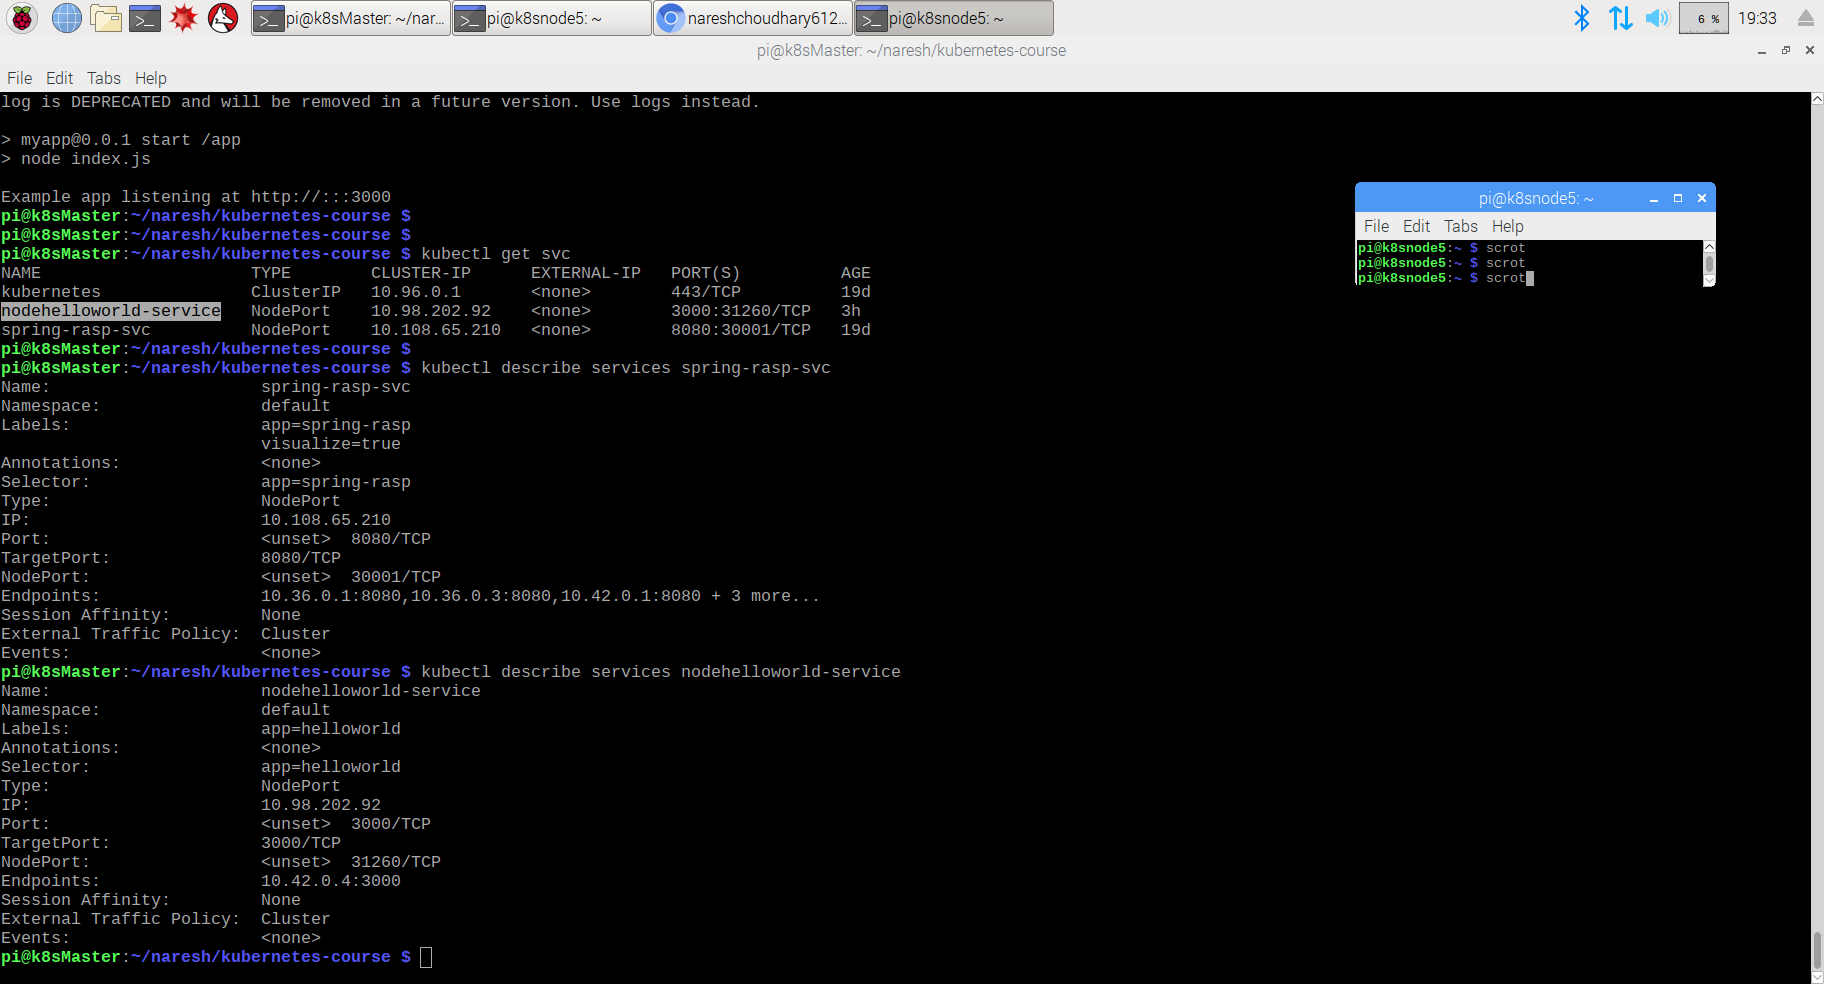 pi@k8sMaster: ~/nar...
pi@k8snode5: ~
nareshchoudhary612...
pi@k8snode5: ~
6 %
19:33
pi@k8sMaster: ~/naresh/kubernetes-course
File Edit Tabs Help
log is DEPRECATED and will be removed in a future version. Use logs instead.
> myapp@0.0.1 start /app
> node index.js
Example app listening at http://:::3000
pi@k8sMaster:~/naresh/kubernetes-course $
pi@k8sMaster:~/naresh/kubernetes-course $
pi@k8sMaster:~/naresh/kubernetes-course $ kubectl get svc
NAME TYPE CLUSTER-IP EXTERNAL-IP PORT(S) AGE
kubernetes ClusterIP 10.96.0.1 <none> 443/TCP 19d
nodehelloworld-service NodePort 10.98.202.92 <none> 3000:31260/TCP 3h
spring-rasp-svc NodePort 10.108.65.210 <none> 8080:30001/TCP 19d
pi@k8sMaster:~/naresh/kubernetes-course $
pi@k8sMaster:~/naresh/kubernetes-course $ kubectl describe services spring-rasp-svc
Name: spring-rasp-svc
Namespace: default
Labels: app=spring-rasp
visualize=true
Annotations: <none>
Selector: app=spring-rasp
Type: NodePort
IP: 10.108.65.210
Port: <unset> 8080/TCP
TargetPort: 8080/TCP
NodePort: <unset> 30001/TCP
Endpoints: 10.36.0.1:8080,10.36.0.3:8080,10.42.0.1:8080 + 3 more...
Session Affinity: None
External Traffic Policy: Cluster
Events: <none>
pi@k8sMaster:~/naresh/kubernetes-course $ kubectl describe services nodehelloworld-service
Name: nodehelloworld-service
Namespace: default
Labels: app=helloworld
Annotations: <none>
Selector: app=helloworld
Type: NodePort
IP: 10.98.202.92
Port: <unset> 3000/TCP
TargetPort: 3000/TCP
NodePort: <unset> 31260/TCP
Endpoints: 10.42.0.4:3000
Session Affinity: None
External Traffic Policy: Cluster
Events: <none>
pi@k8sMaster:~/naresh/kubernetes-course $
pi@k8snode5: ~
File Edit Tabs Help
pi@k8snode5:~ $ scrot
pi@k8snode5:~ $ scrot
pi@k8snode5:~ $ scrot